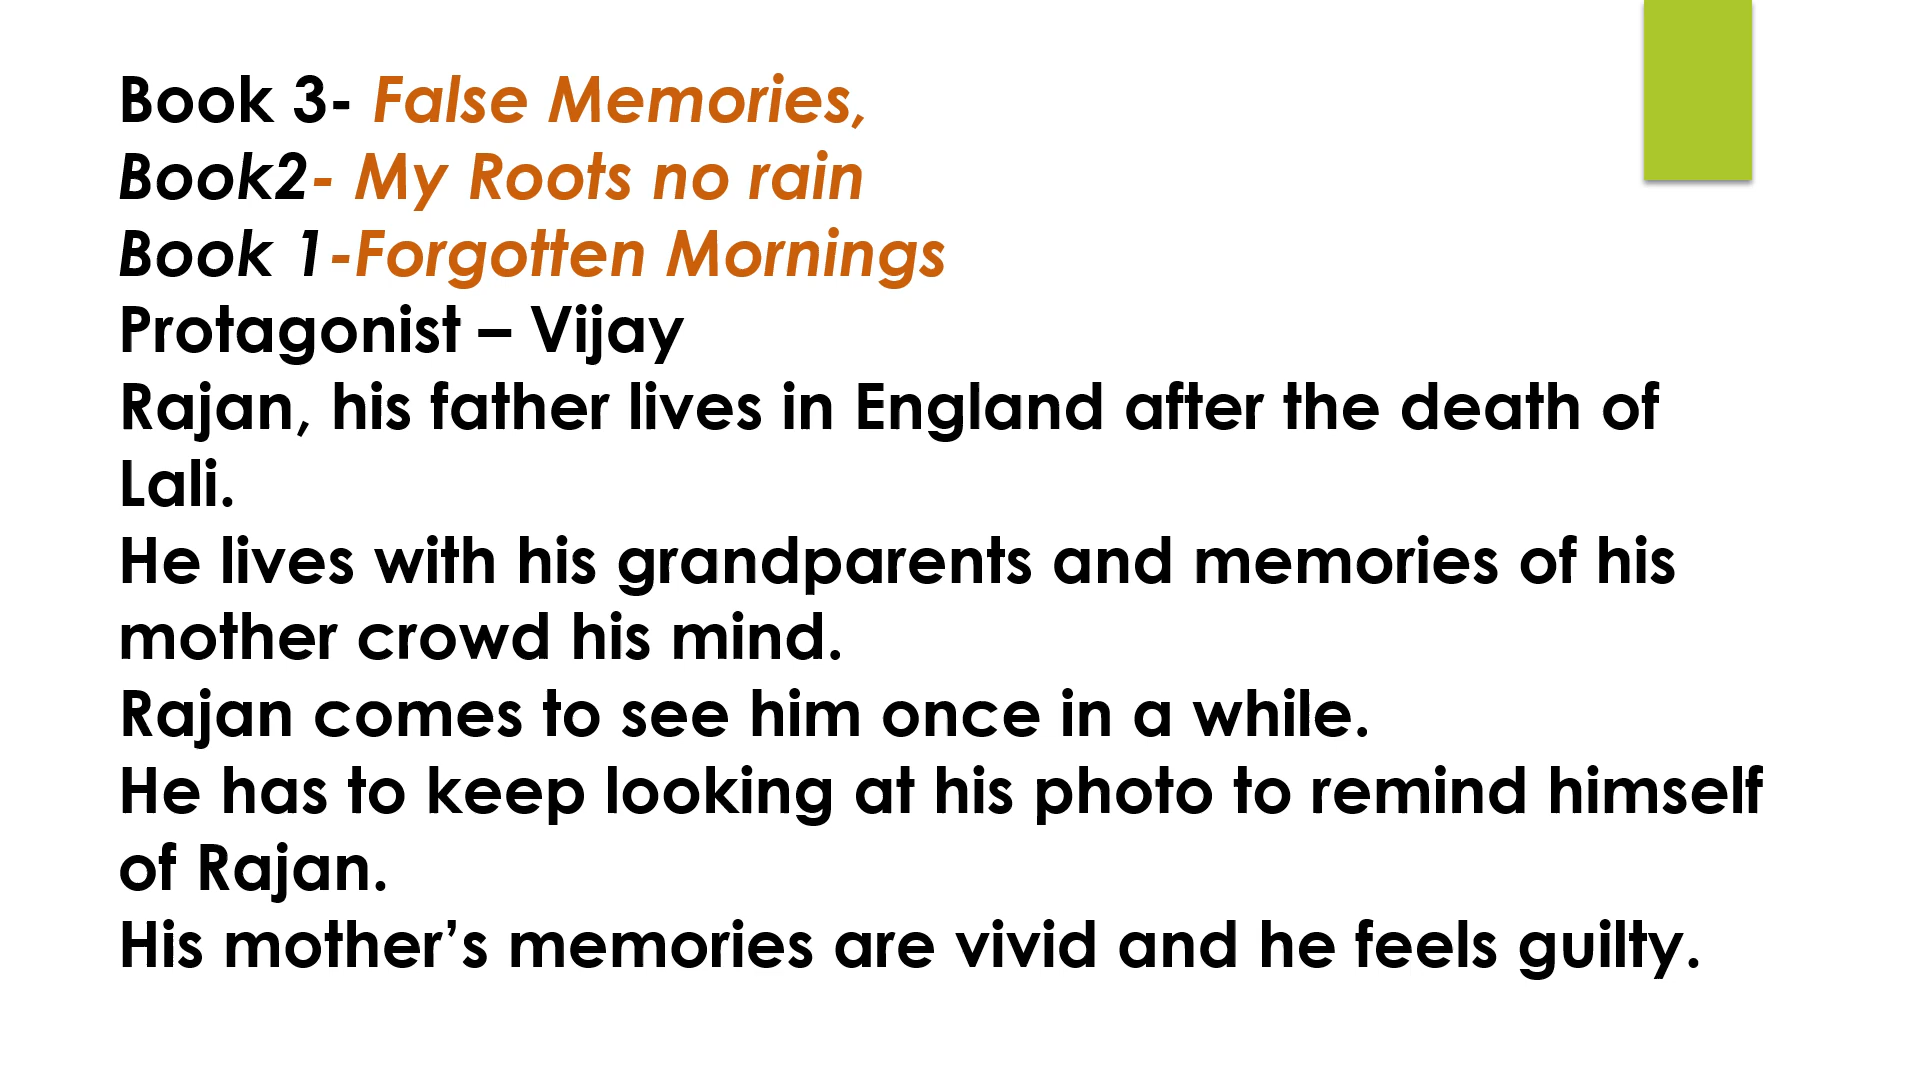 Book 3- False Memories,
Book2- My Roots no rain
Book 1-Forgotten Mornings
Protagonist – Vijay
Rajan, his father lives in England after the death of
Lali.
He lives with his grandparents and memories of his
mother crowd his mind.
Rajan comes to see him once in a while.
He has to keep looking at his photo to remind himself
of Rajan.
His mother’s memories are vivid and he feels guilty.